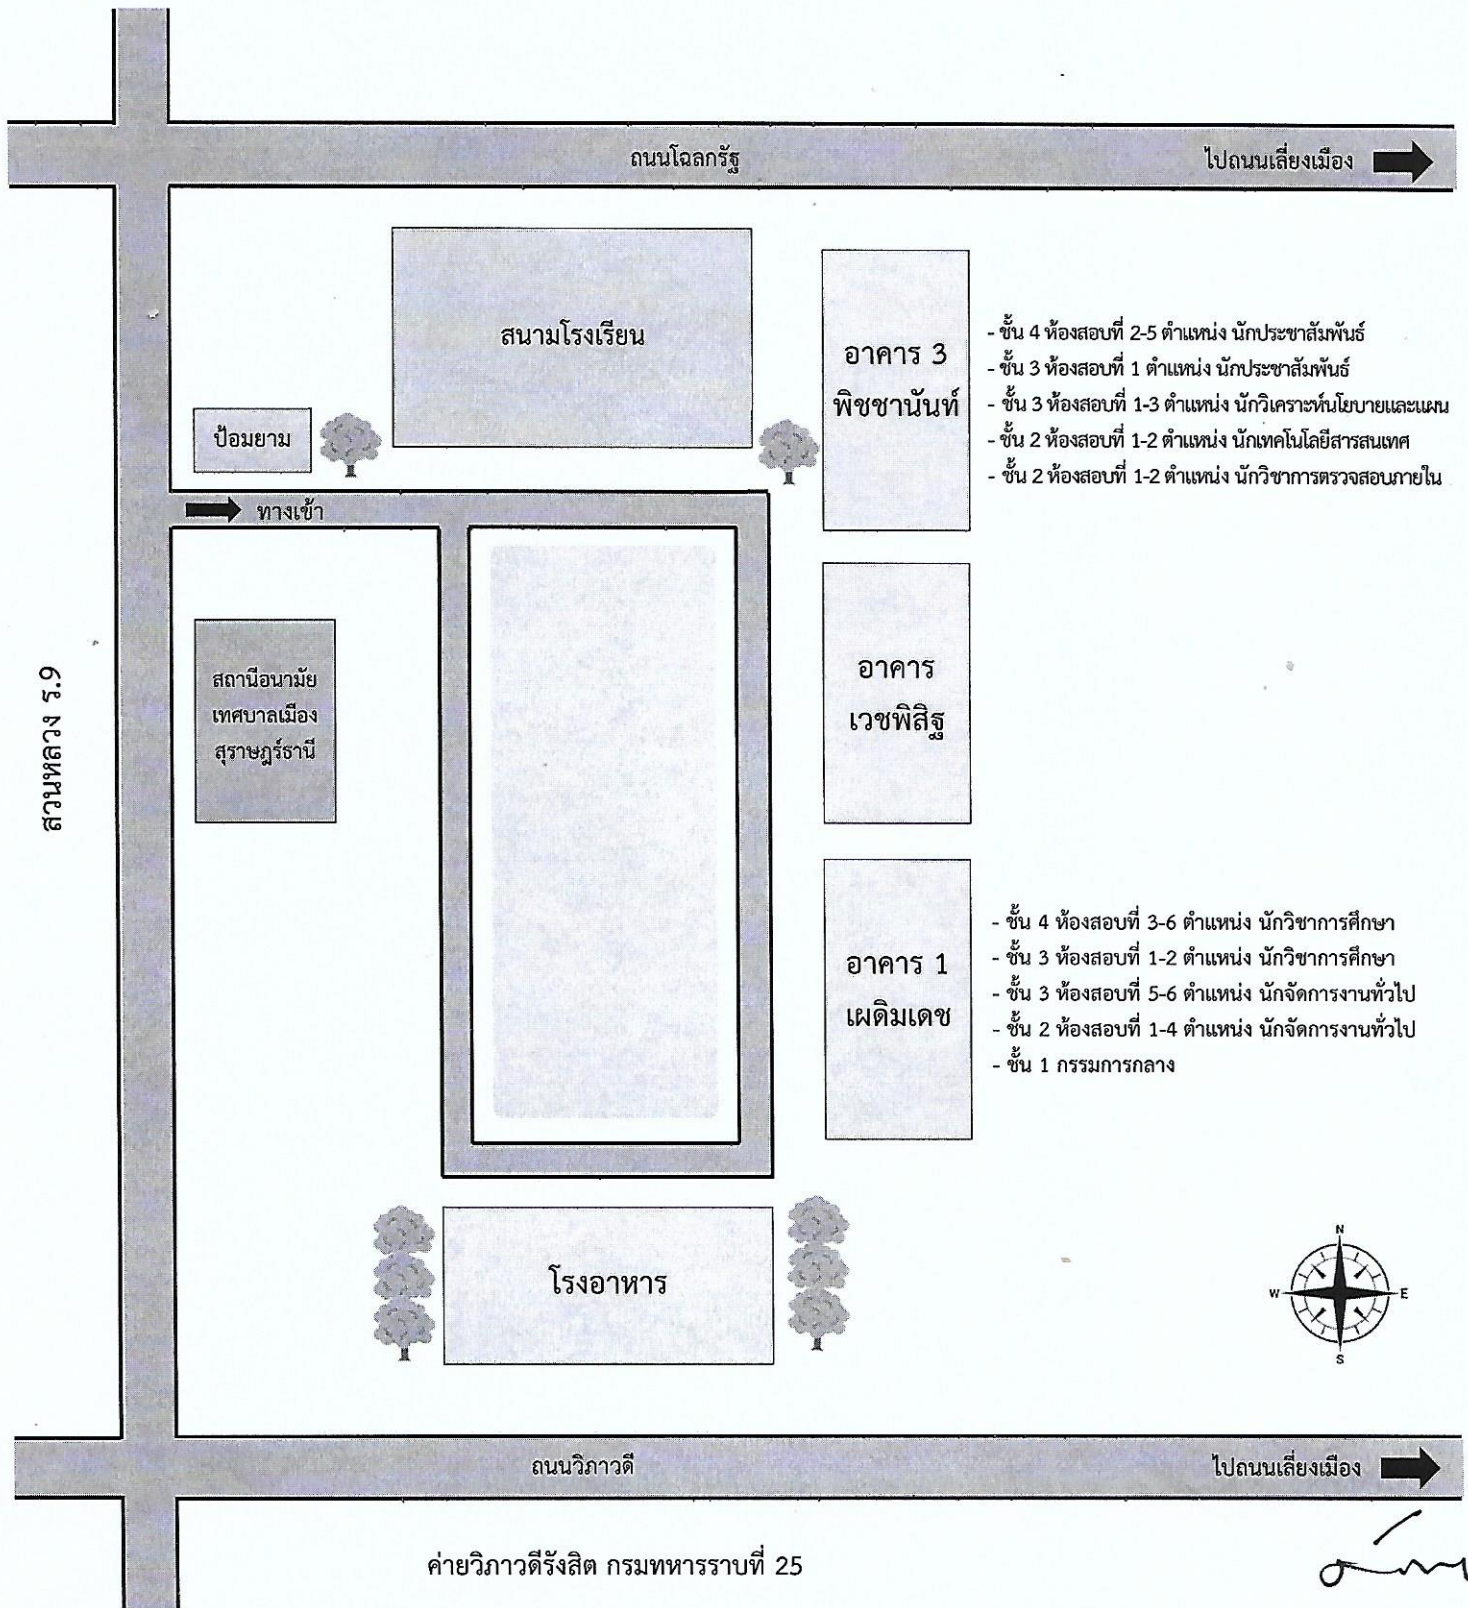 ถนนโฉลกรัฐ
ไปถนนเลี่ยงเมือง
สนามโรงเรียน
อาคาร 3
พิชชานันท์
- ชั้น 4 ห้องสอบที่ 2-5 ตำแหน่ง นักประชาสัมพันธ์
- ชั้น 3 ห้องสอบที่ 1 ตำแหน่ง นักประชาสัมพันธ์
- ชั้น 3 ห้องสอบที่ 1-3 ตำแหน่ง นักวิเคราะห์นโยบายและแผน
- ชั้น 2 ห้องสอบที่ 1-2 ตำแหน่ง นักเทคโนโลยีสารสนเทศ
- ชั้น 2 ห้องสอบที่ 1-2 ตำแหน่ง นักวิชาการตรวจสอบภายใน
ป้อมยาม
ทางเข้า
สวนหลวง ร.9
สถานีอนามัย
เทศบาลเมือง
สุราษฎร์ธานี
อาคาร
เวชพิสิฐ
อาคาร 1
เผดิมเดช
- ชั้น 4 ห้องสอบที่ 3-6 ตำแหน่ง นักวิชาการศึกษา
- ชั้น 3 ห้องสอบที่ 1-2 ตำแหน่ง นักวิชาการศึกษา
- ชั้น 3 ห้องสอบที่ 5-6 ตำแหน่ง นักจัดการงานทั่วไป
- ชั้น 2 ห้องสอบที่ 1-4 ตำแหน่ง นักจัดการงานทั่วไป
- ชั้น 1 กรรมการกลาง
โรงอาหาร
N
W
E
S
ถนนวิภาวดี
ไปถนนเลี่ยงเมือง
ค่ายวิภาวดีรังสิต กรมทหารราบที่ 25